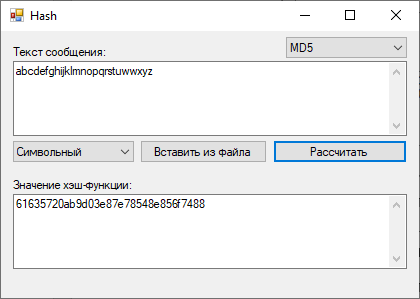 Hash
Текст сообщения:
MD5
abcdefghijklmnopqrstuwwxyz
Символьный
Вставить из файла
Рассчитать
Значение хэш-функции:
61635720ab9d03e87e78548e856f7488